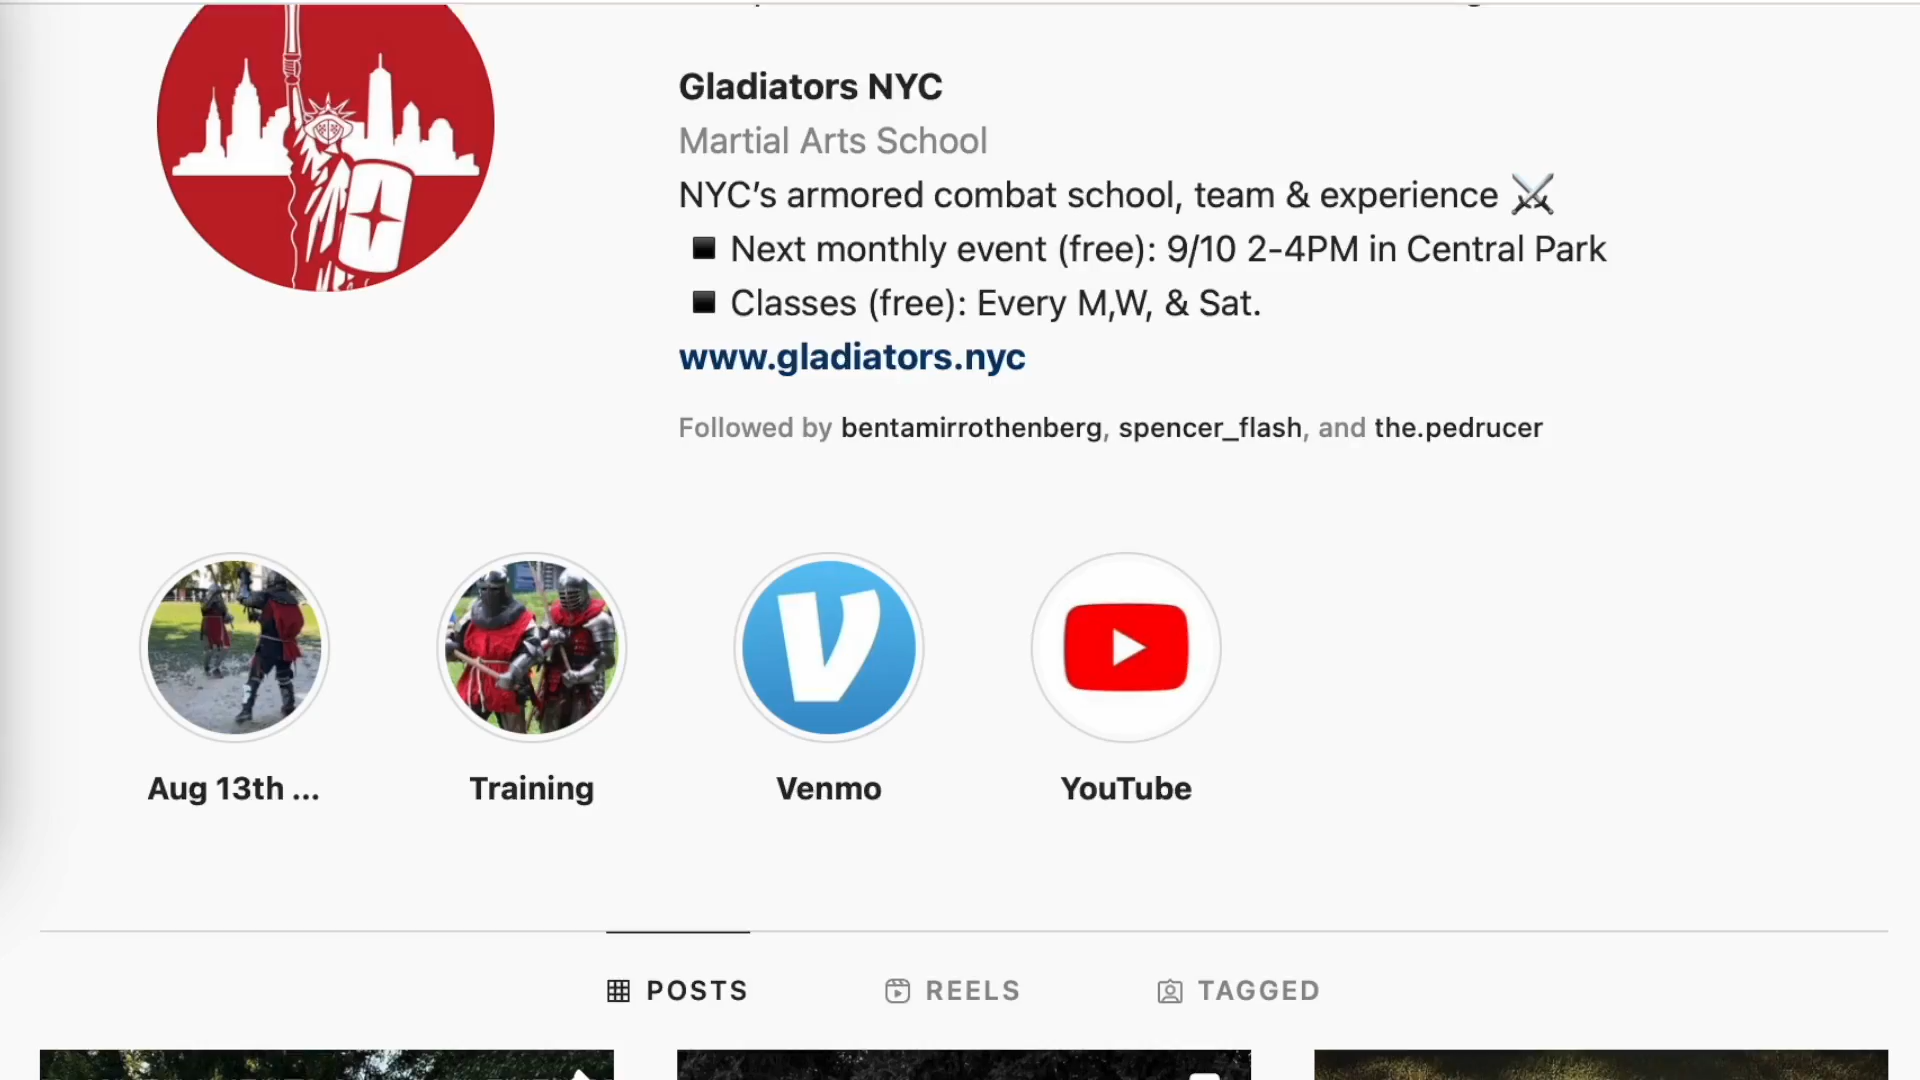 Gladiators NYC
Martial Arts School
NYC’s armored combat school, team & experience ⚔️
◾ Next monthly event (free): 9/10 2-4PM in Central Park
◾ Classes (free): Every M,W, & Sat.
www.gladiators.nyc
Followed by bentamirrothenberg, spencer_flash, and the.pedrucer
Aug 13th ...
Training
Venmo
YouTube
POSTS
REELS
TAGGED